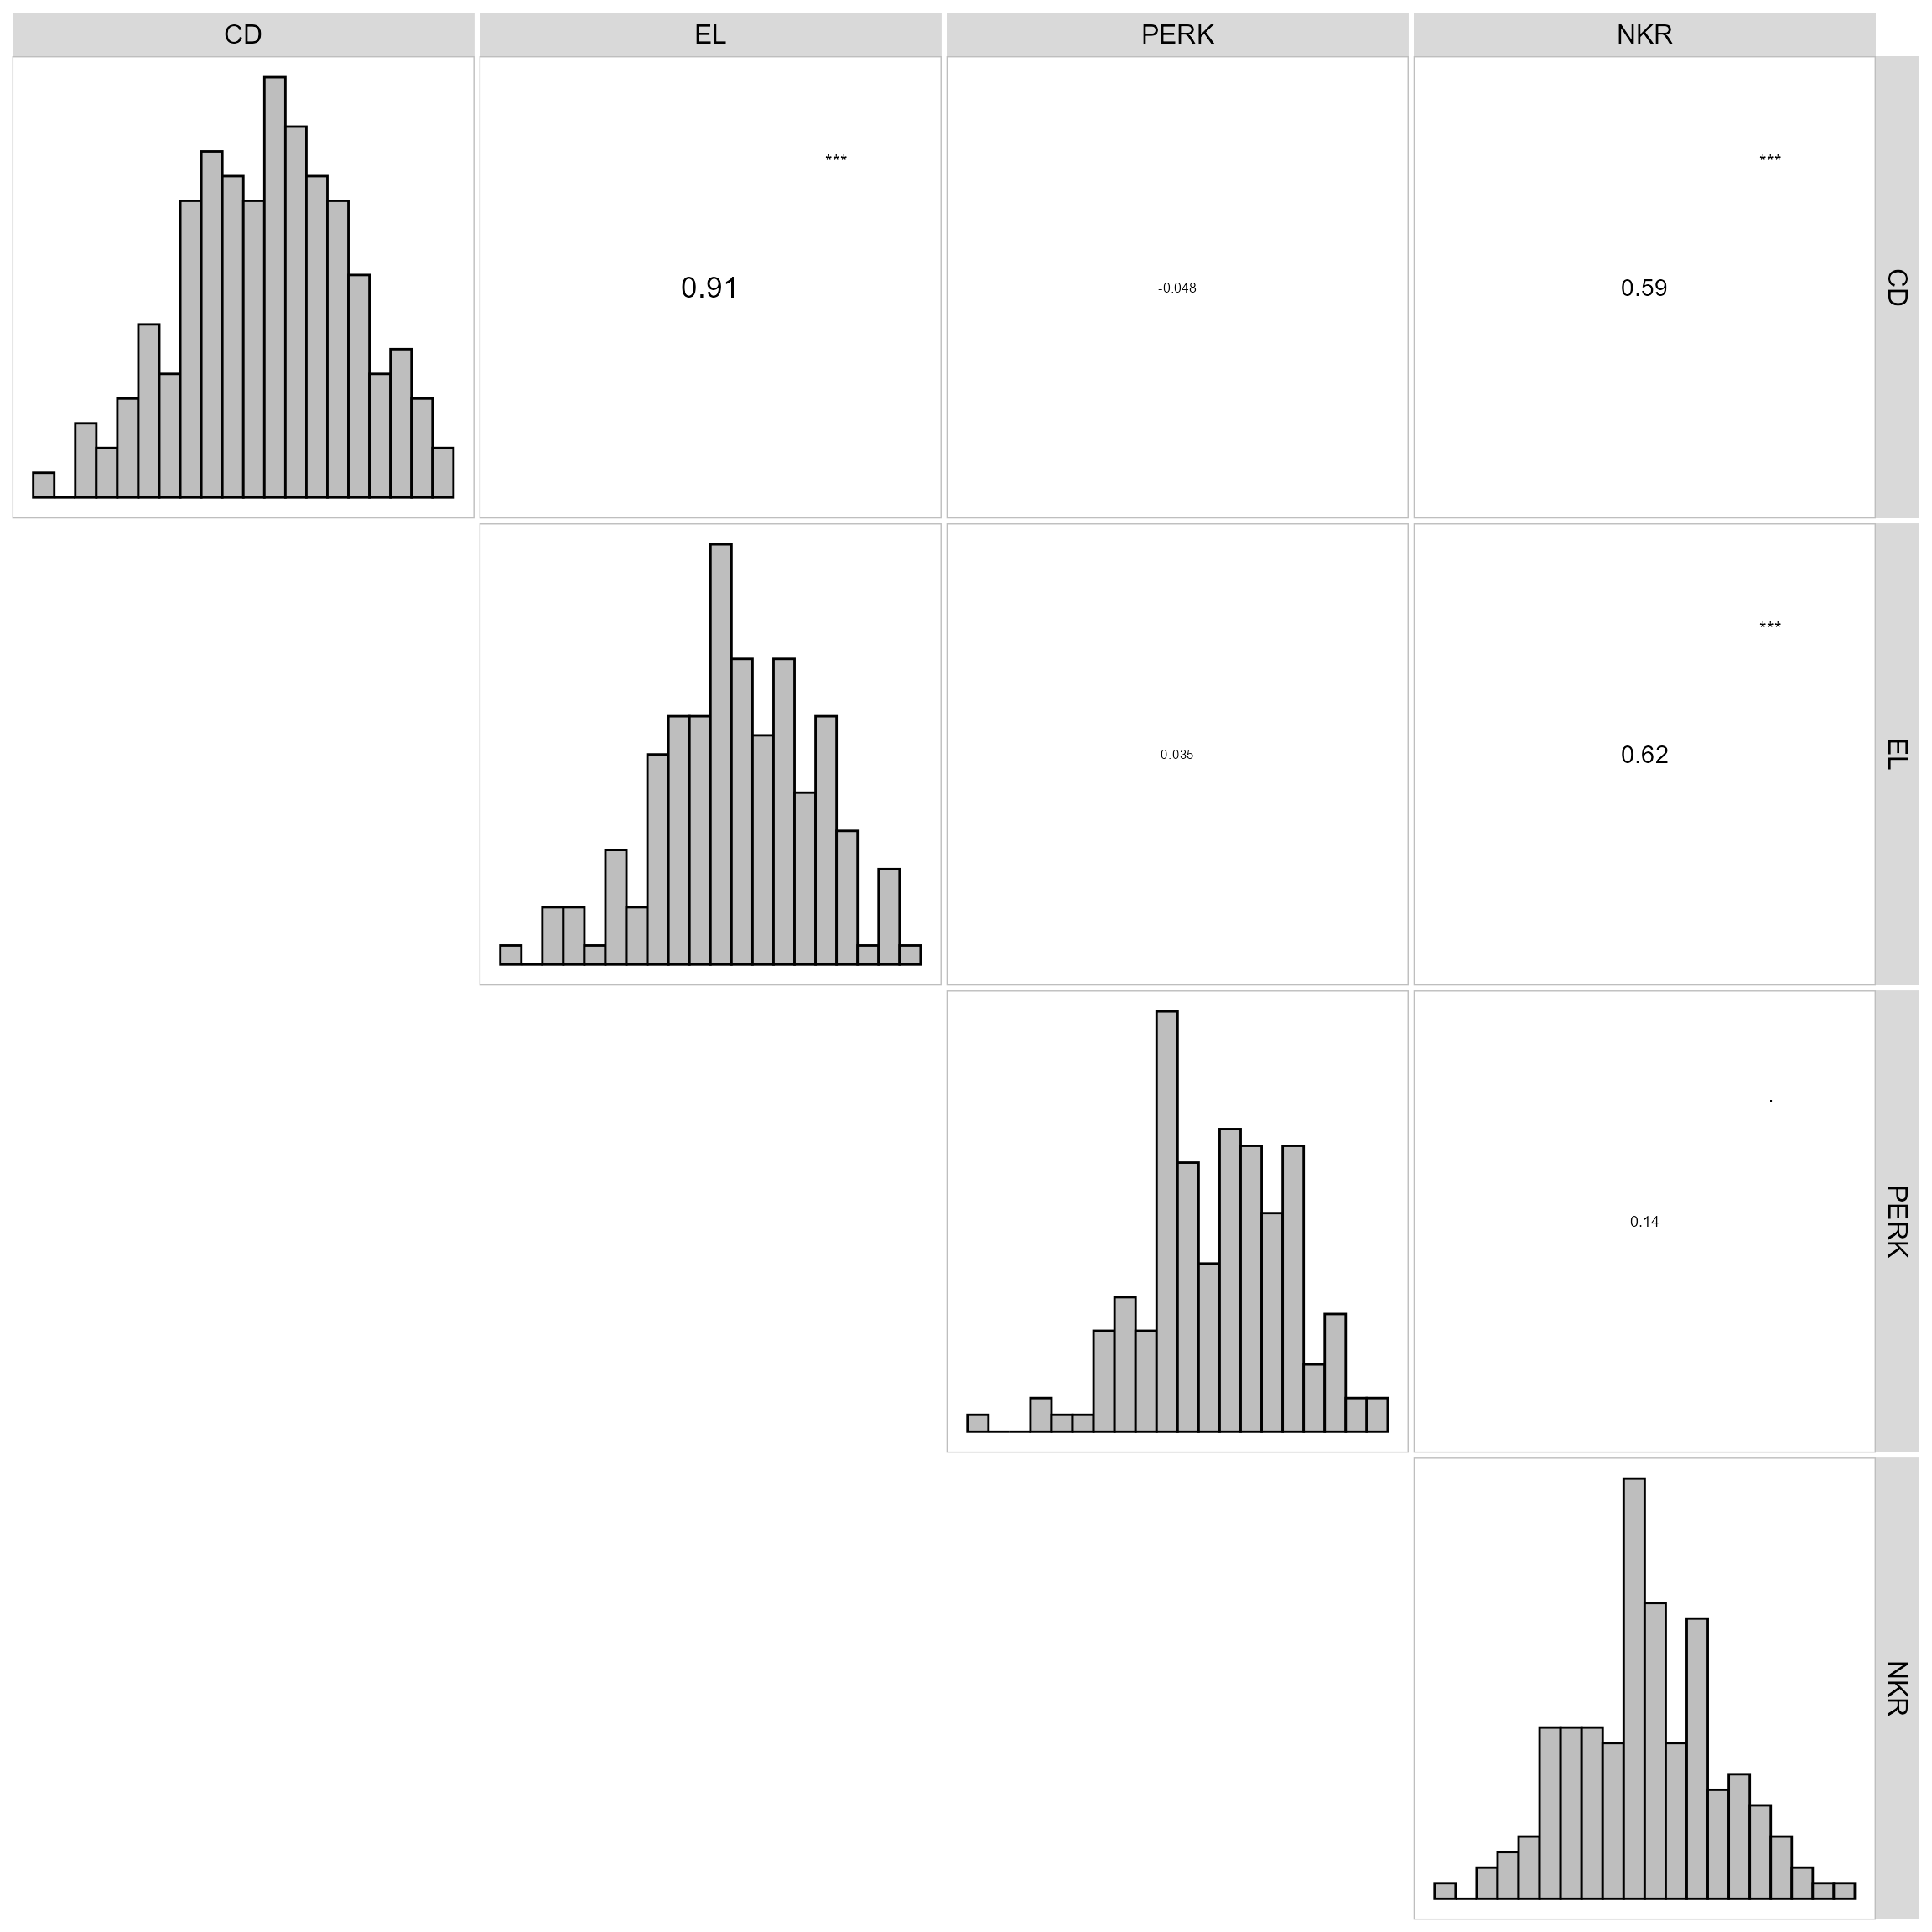 CD EL PERK NKR
*** ***
0.91 -0.048 0.59 CD
***
0.035 0.62 EL
.
0.14 PERK
NKR